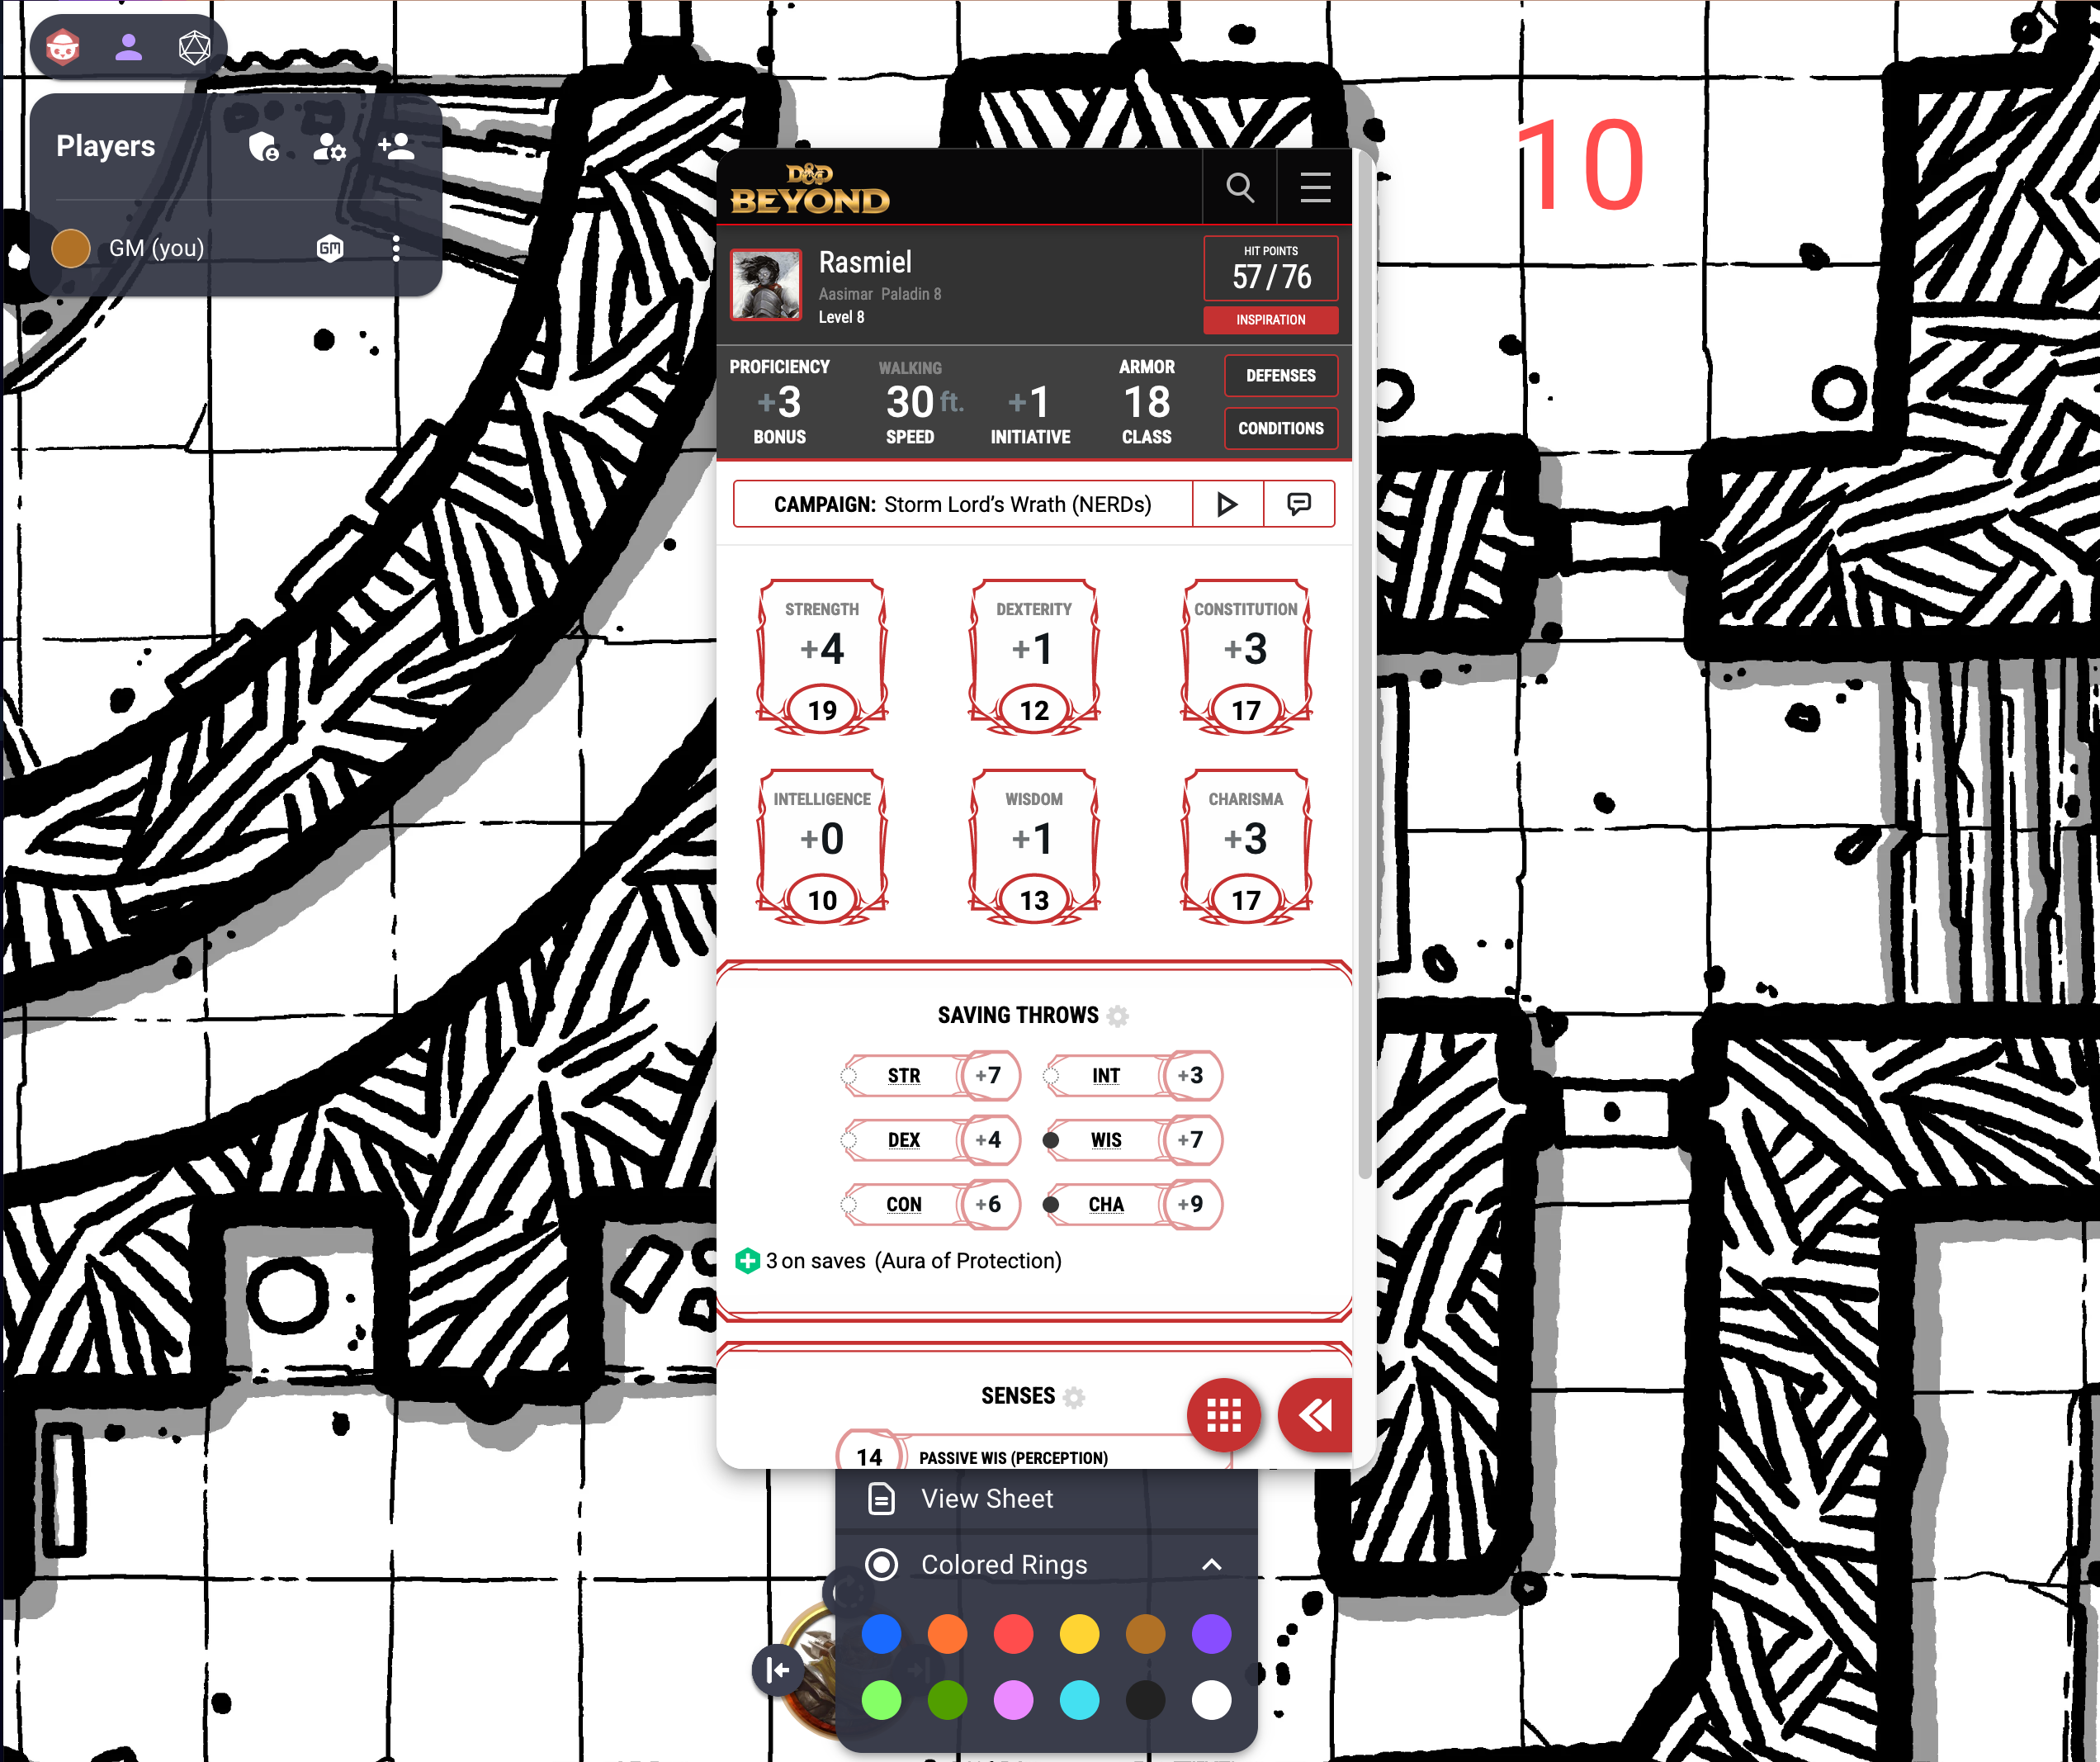 Players
GM (you)
GM
10
D&D
BEYOND
Rasmiel
Aasimar Paladin 8
Level 8
HIT POINTS
57/76
INSPIRATION
PROFICIENCY
+3
BONUS
WALKING
30 ft.
SPEED
+1
INITIATIVE
ARMOR
18
CLASS
DEFENSES
CONDITIONS
CAMPAIGN: Storm Lord’s Wrath (NERDs)
STRENGTH
+4
19
DEXTERITY
+1
12
CONSTITUTION
+3
17
INTELLIGENCE
+0
10
WISDOM
+1
13
CHARISMA
+3
17
SAVING THROWS
STR +7
INT +3
DEX +4
WIS +7
CON +6
CHA +9
3 on saves (Aura of Protection)
SENSES
14 PASSIVE WIS (PERCEPTION)
View Sheet
Colored Rings